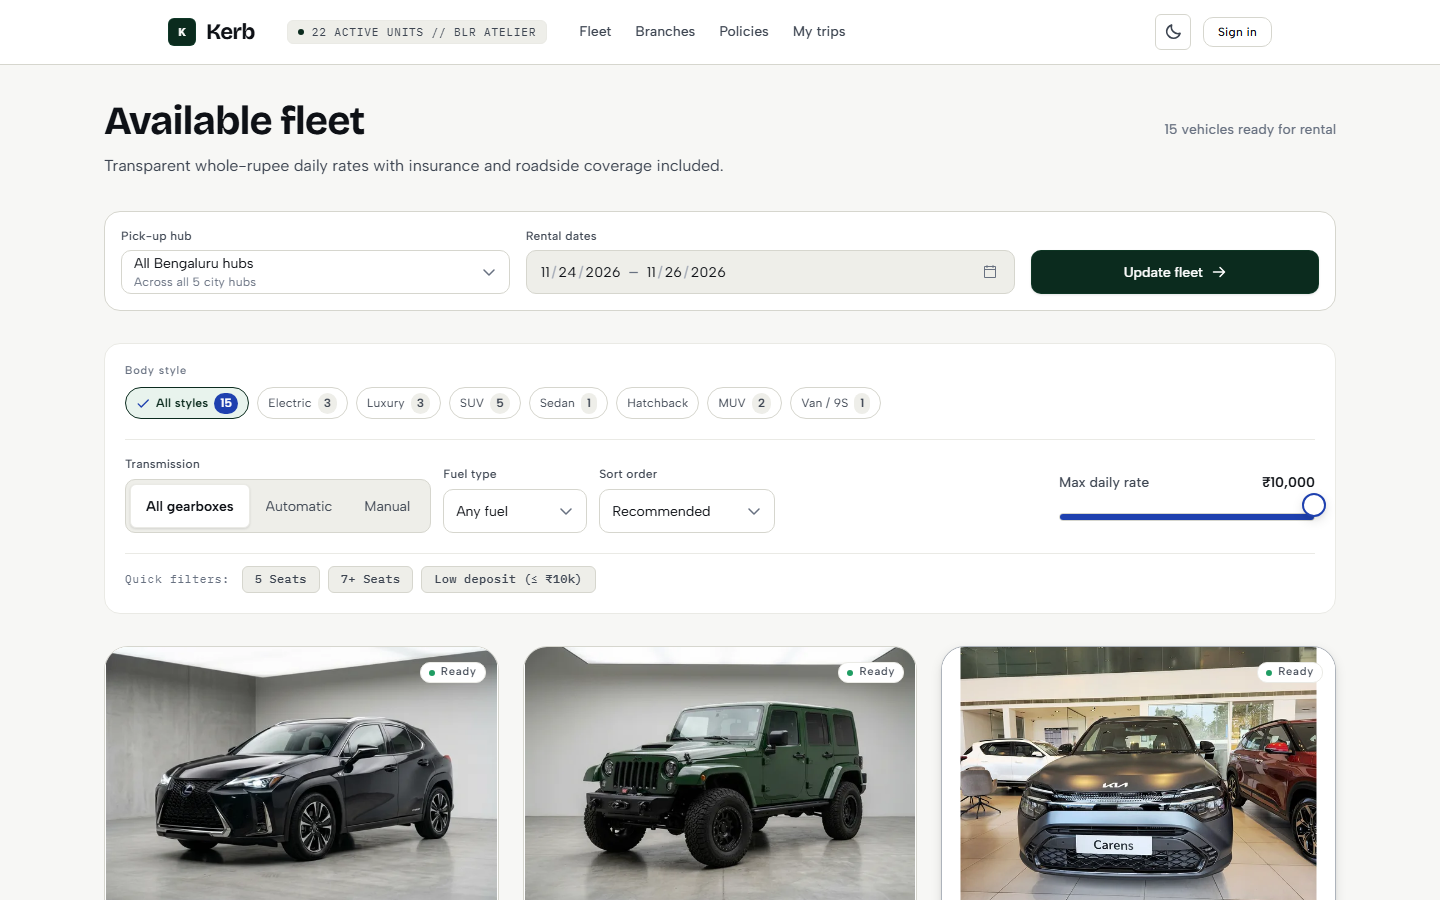 K Kerb
22 ACTIVE UNITS // BLR ATELIER
Fleet Branches Policies My trips
Sign in
Available fleet
15 vehicles ready for rental
Transparent whole-rupee daily rates with insurance and roadside coverage included.
Pick-up hub
All Bengaluru hubs
Across all 5 city hubs
Rental dates
11/24/2026 – 11/26/2026
Update fleet →
Body style
All styles 15
Electric 3
Luxury 3
SUV 5
Sedan 1
Hatchback
MUV 2
Van / 9S 1
Transmission
All gearboxes Automatic Manual
Fuel type
Any fuel
Sort order
Recommended
Max daily rate ₹10,000
Quick filters: 5 Seats 7+ Seats Low deposit (≤ ₹10k)
Ready
Ready
Ready
KIA
Carens